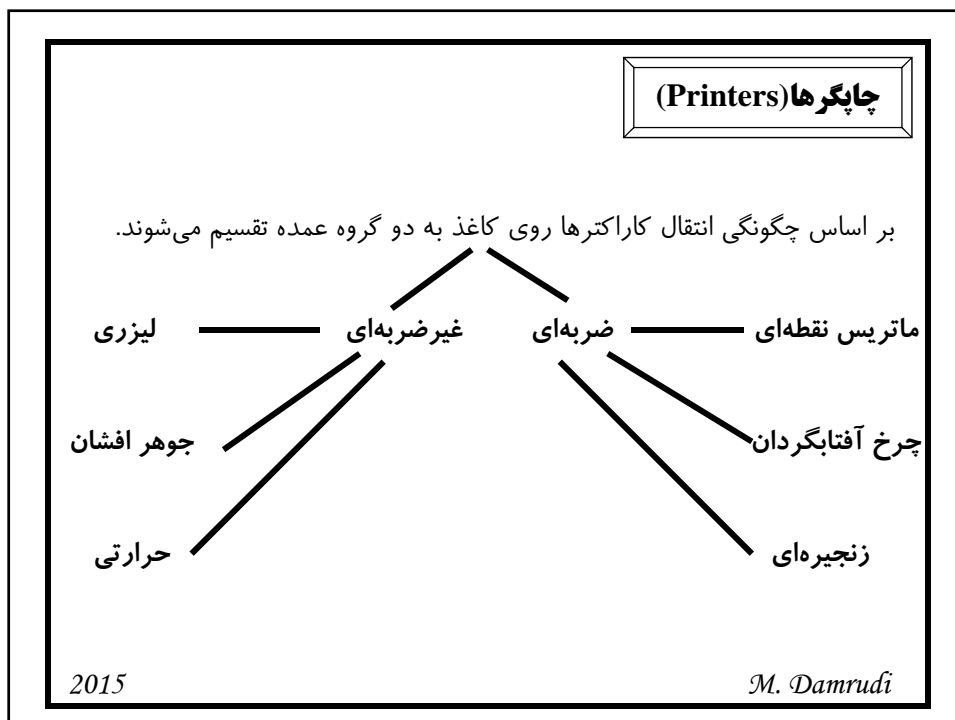 چاپگرها(Printers)
بر اساس چگونگی انتقال کاراکترها روی کاغذ به دو گروه عمده تقسیم می‌شوند.
ماتریس نقطه‌ای ضربه‌ای غیرضربه‌ای لیزری
چرخ آفتابگردان جوهر افشان
زنجیره‌ای حرارتی
2015 M. Damrudi